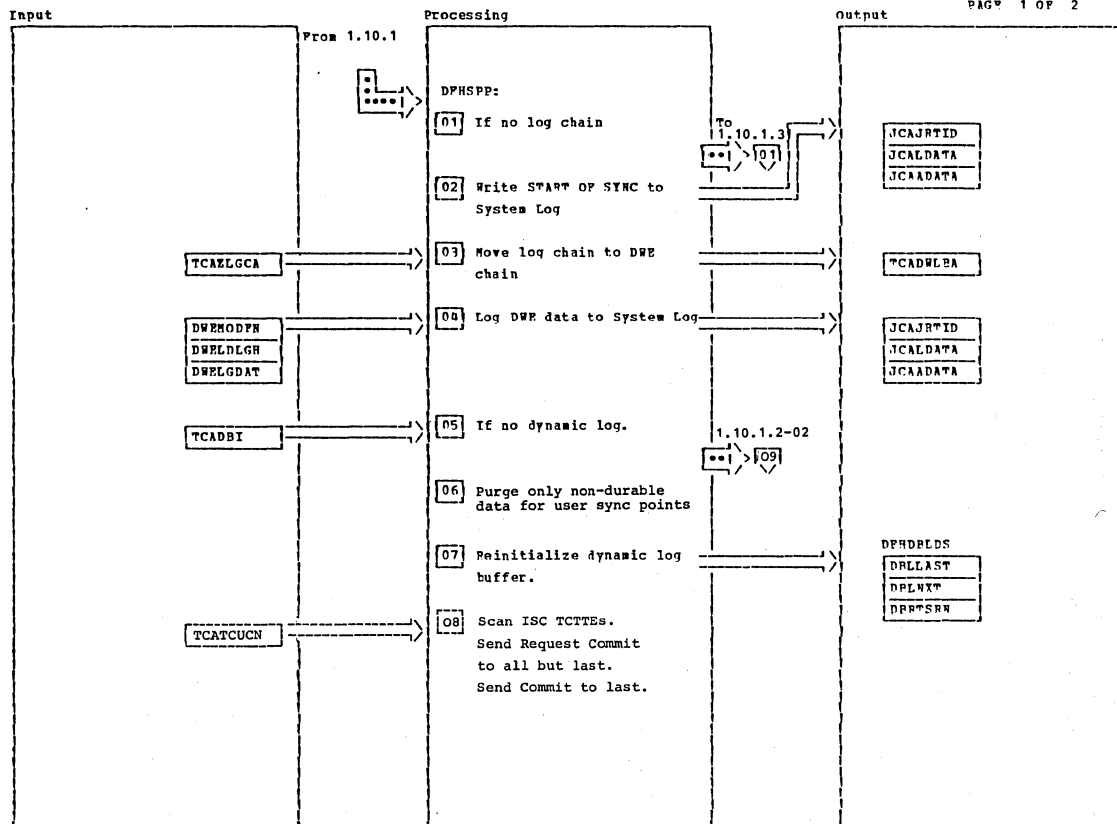 PAGE 1 OF 2
Input
Processing
Output
From 1.10.1
DFHSPP:
01 If no log chain
To
1.10.1.3
01
JCAJRTID
JCALDATA
JCAADATA
02 Write START OF SYNC to
System Log
TCAZLGCA
03 Move log chain to DWE
chain
TCADWLBA
DWEMODFN
DWELDLGH
DWELGDAT
04 Log DWE data to System Log
JCAJRTID
JCALDATA
JCAADATA
TCADBI
05 If no dynamic log.
1.10.1.2-02
09
06 Purge only non-durable
data for user sync points
07 Reinitialize dynamic log
buffer.
DFHDBLDS
DBLLAST
DBLNXT
DBRTSRN
TCATCUCN
08 Scan ISC TCTTEs.
Send Request Commit
to all but last.
Send Commit to last.